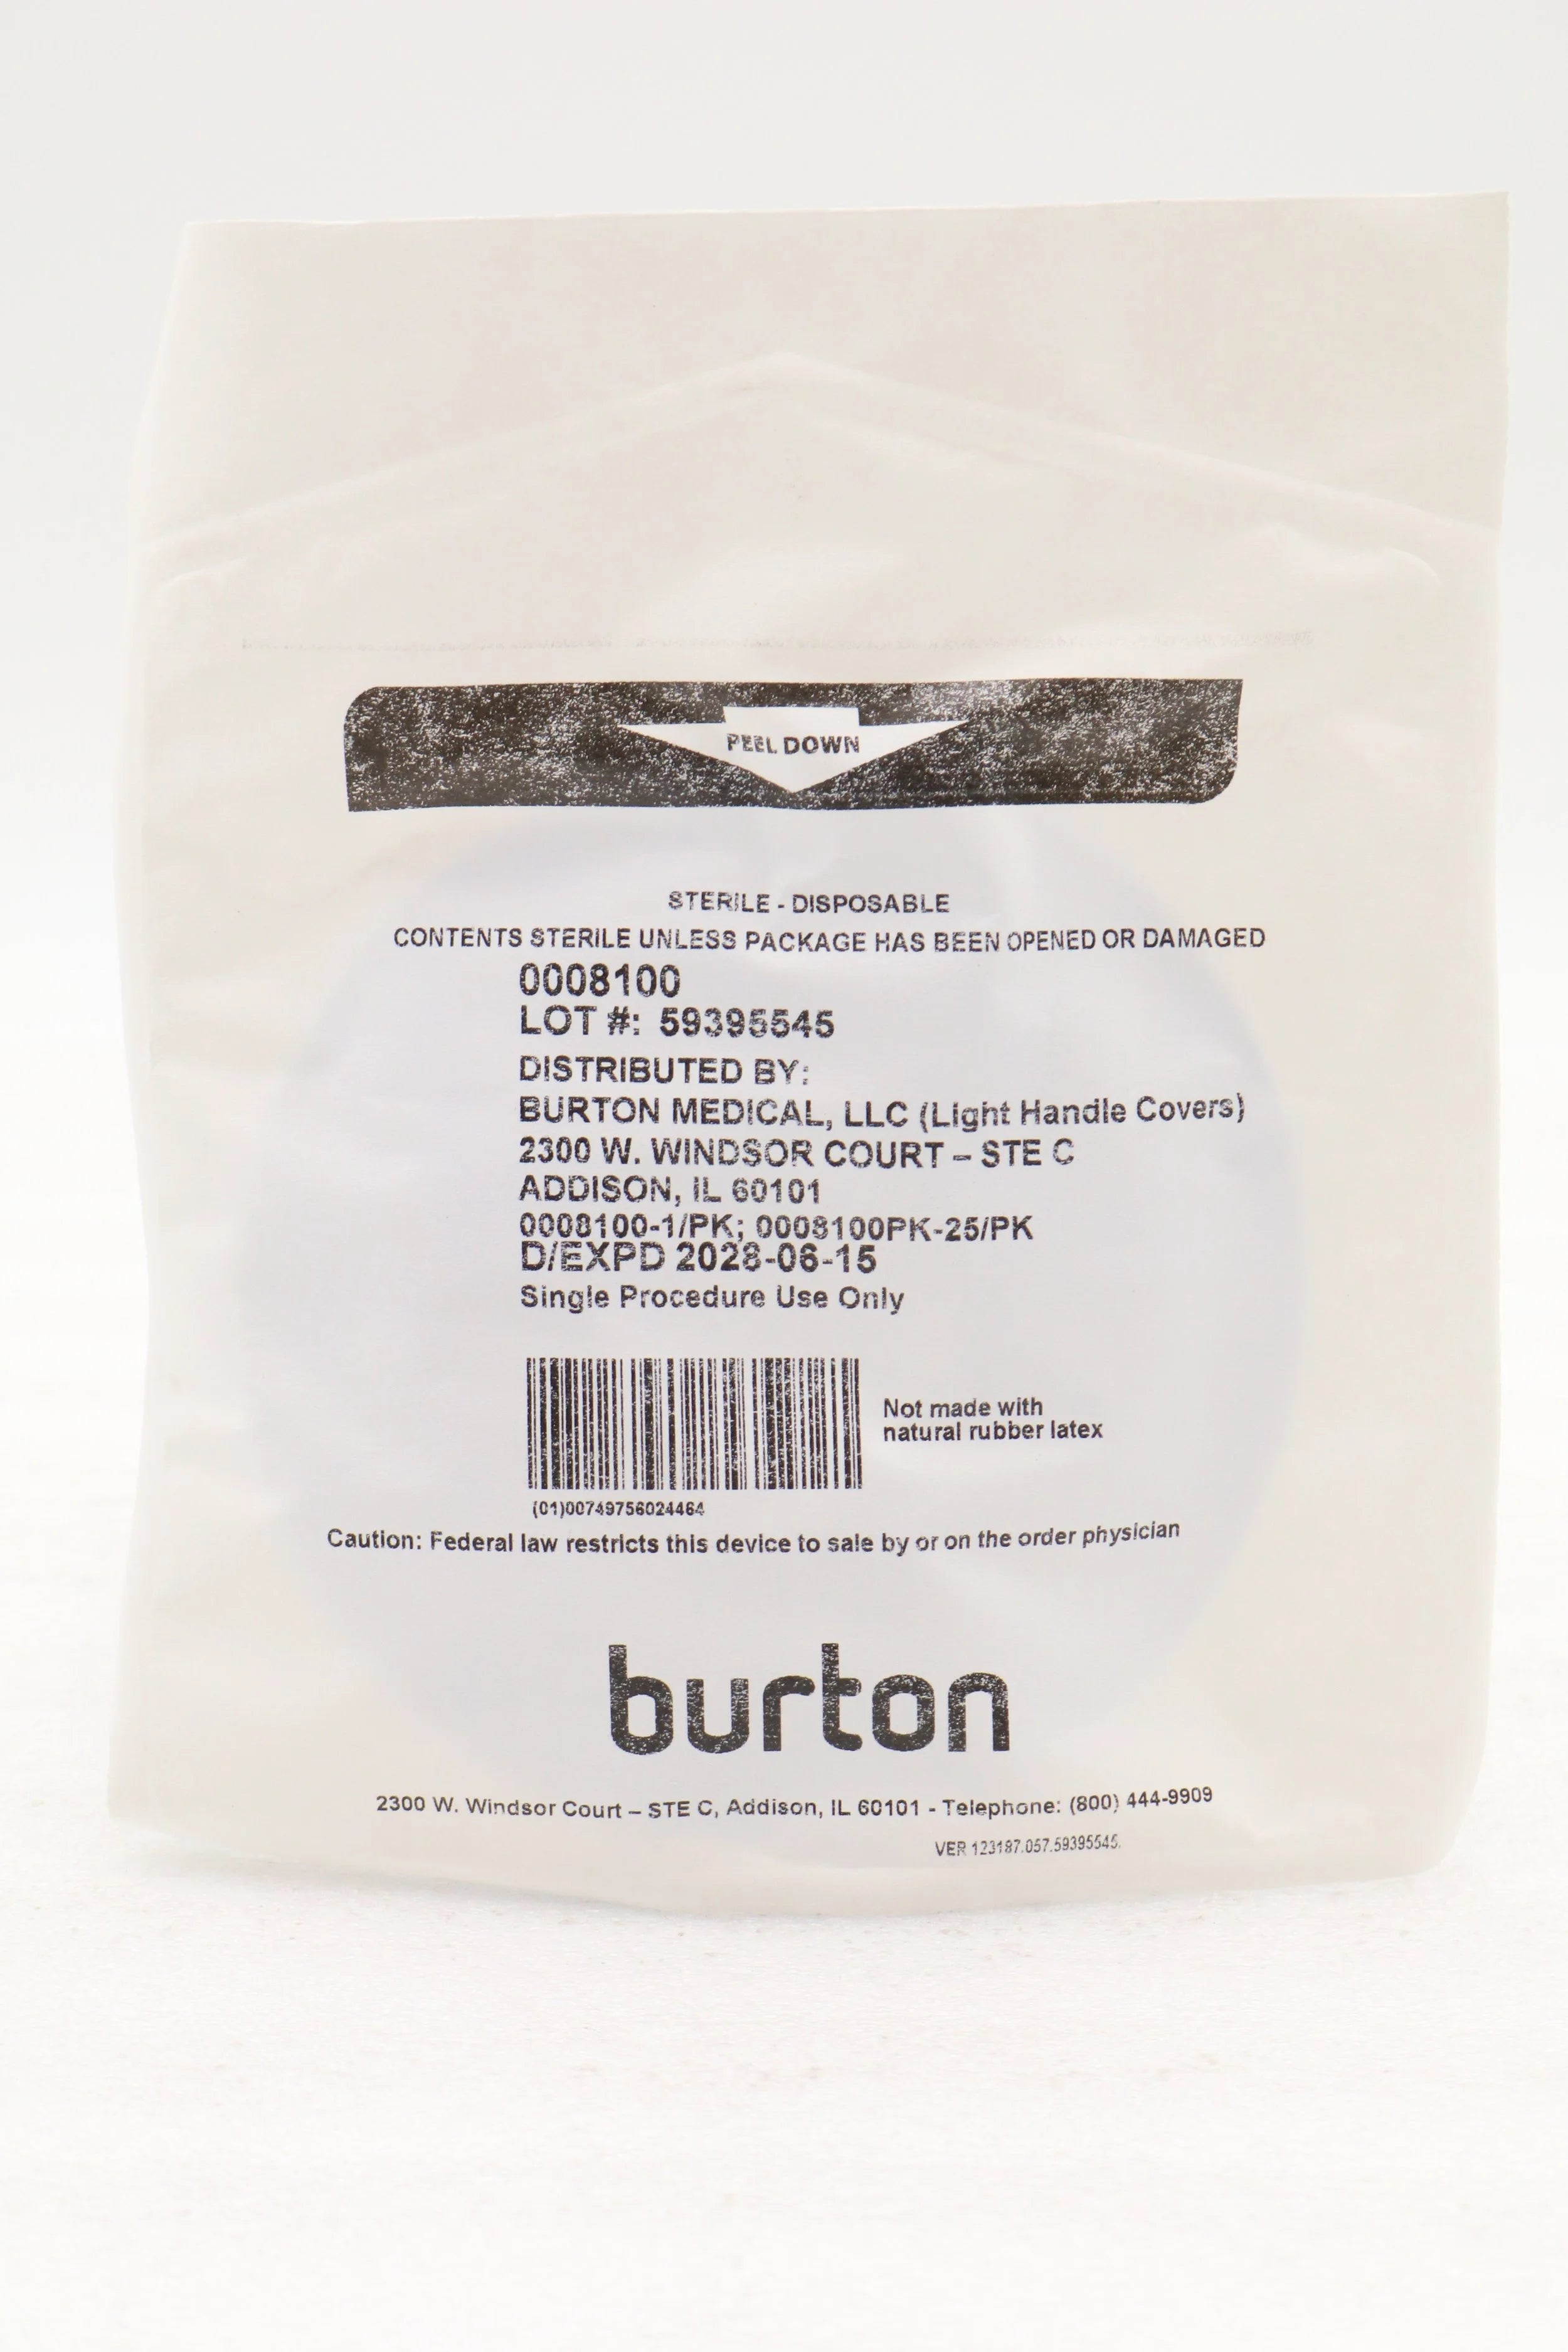 PEEL DOWN
STERILE - DISPOSABLE
CONTENTS STERILE UNLESS PACKAGE HAS BEEN OPENED OR DAMAGED
0008100
LOT #: 59395545
DISTRIBUTED BY:
BURTON MEDICAL, LLC (Light Handle Covers)
2300 W. WINDSOR COURT – STE C
ADDISON, IL 60101
0008100-1/PK; 0008100PK-25/PK
D/EXPD 2028-06-15
Single Procedure Use Only
Not made with
natural rubber latex
(01)00749756024464
Caution: Federal law restricts this device to sale by or on the order physician
burton
2300 W. Windsor Court – STE C, Addison, IL 60101 - Telephone: (800) 444-9909
VER 123187.057.59395545.